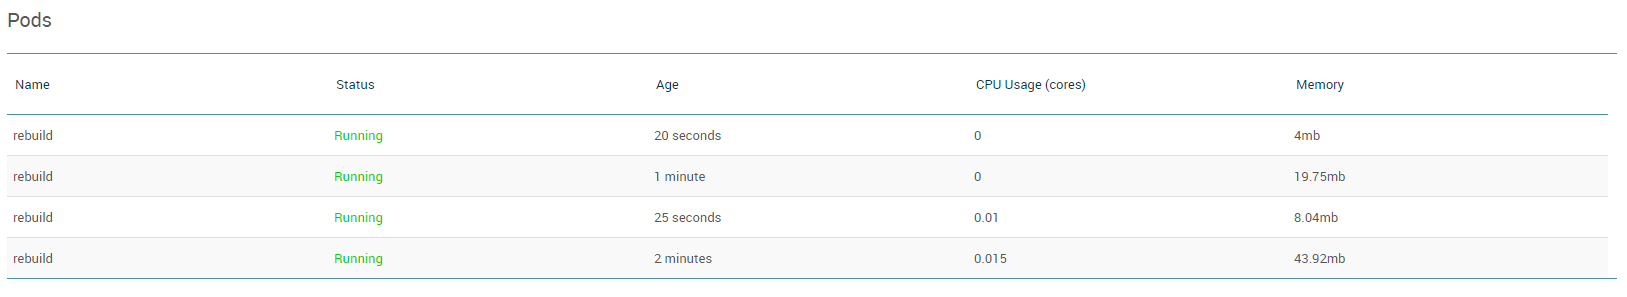 Pods
Name Status Age CPU Usage (cores) Memory
rebuild Running 20 seconds 0 4mb
rebuild Running 1 minute 0 19.75mb
rebuild Running 25 seconds 0.01 8.04mb
rebuild Running 2 minutes 0.015 43.92mb